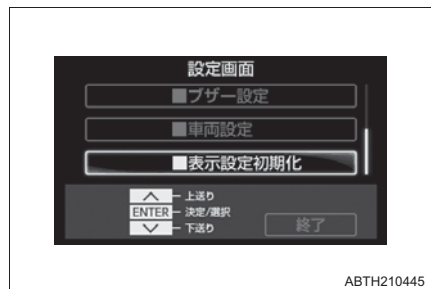 設定画面
■ブザー設定
■車両設定
■表示設定初期化
上送り
ENTER 決定/選択
下送り
終了
ABTH210445